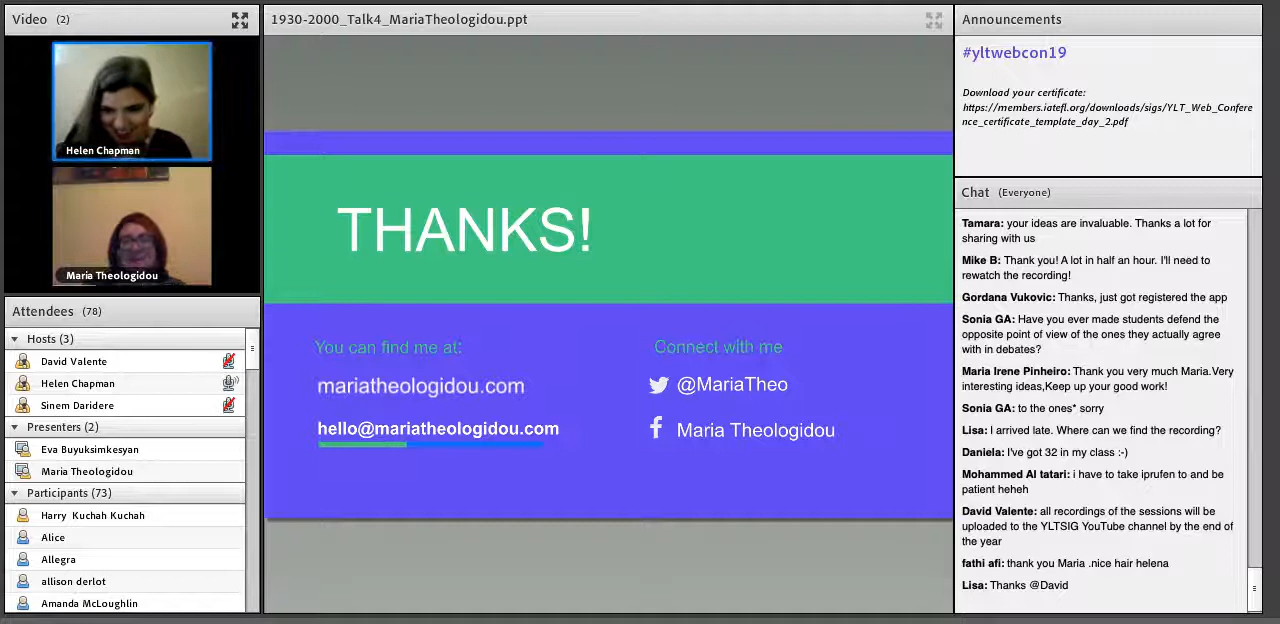 Video (2)
Helen Chapman
Maria Theologidou
Attendees (78)
Hosts (3)
David Valente
Helen Chapman
Sinem Daridere
Presenters (2)
Eva Buyuksimkesyan
Maria Theologidou
Participants (73)
Harry Kuchah Kuchah
Alice
Allegra
allison derlot
Amanda McLoughlin
1930-2000_Talk4_MariaTheologidou.ppt
THANKS!
You can find me at:
mariatheologidou.com
hello@mariatheologidou.com
Connect with me
@MariaTheo
Maria Theologidou
Announcements
#yltwebcon19
Download your certificate:
https://members.iatefl.org/downloads/sigs/YLT_Web_Confere
nce_certificate_template_day_2.pdf
Chat (Everyone)
Tamara: your ideas are invaluable. Thanks a lot for
sharing with us
Mike B: Thank you! A lot in half an hour. I'll need to
rewatch the recording!
Gordana Vukovic: Thanks, just got registered the app
Sonia GA: Have you ever made students defend the
opposite point of view of the ones they actually agree
with in debates?
Maria Irene Pinheiro: Thank you very much Maria.Very
interesting ideas,Keep up your good work!
Sonia GA: to the ones* sorry
Lisa: I arrived late. Where can we find the recording?
Daniela: I've got 32 in my class :-)
Mohammed Al tatari: i have to take iprufen to and be
patient heheh
David Valente: all recordings of the sessions will be
uploaded to the YLTSIG YouTube channel by the end of
the year
fathi afi: thank you Maria .nice hair helena
Lisa: Thanks @David